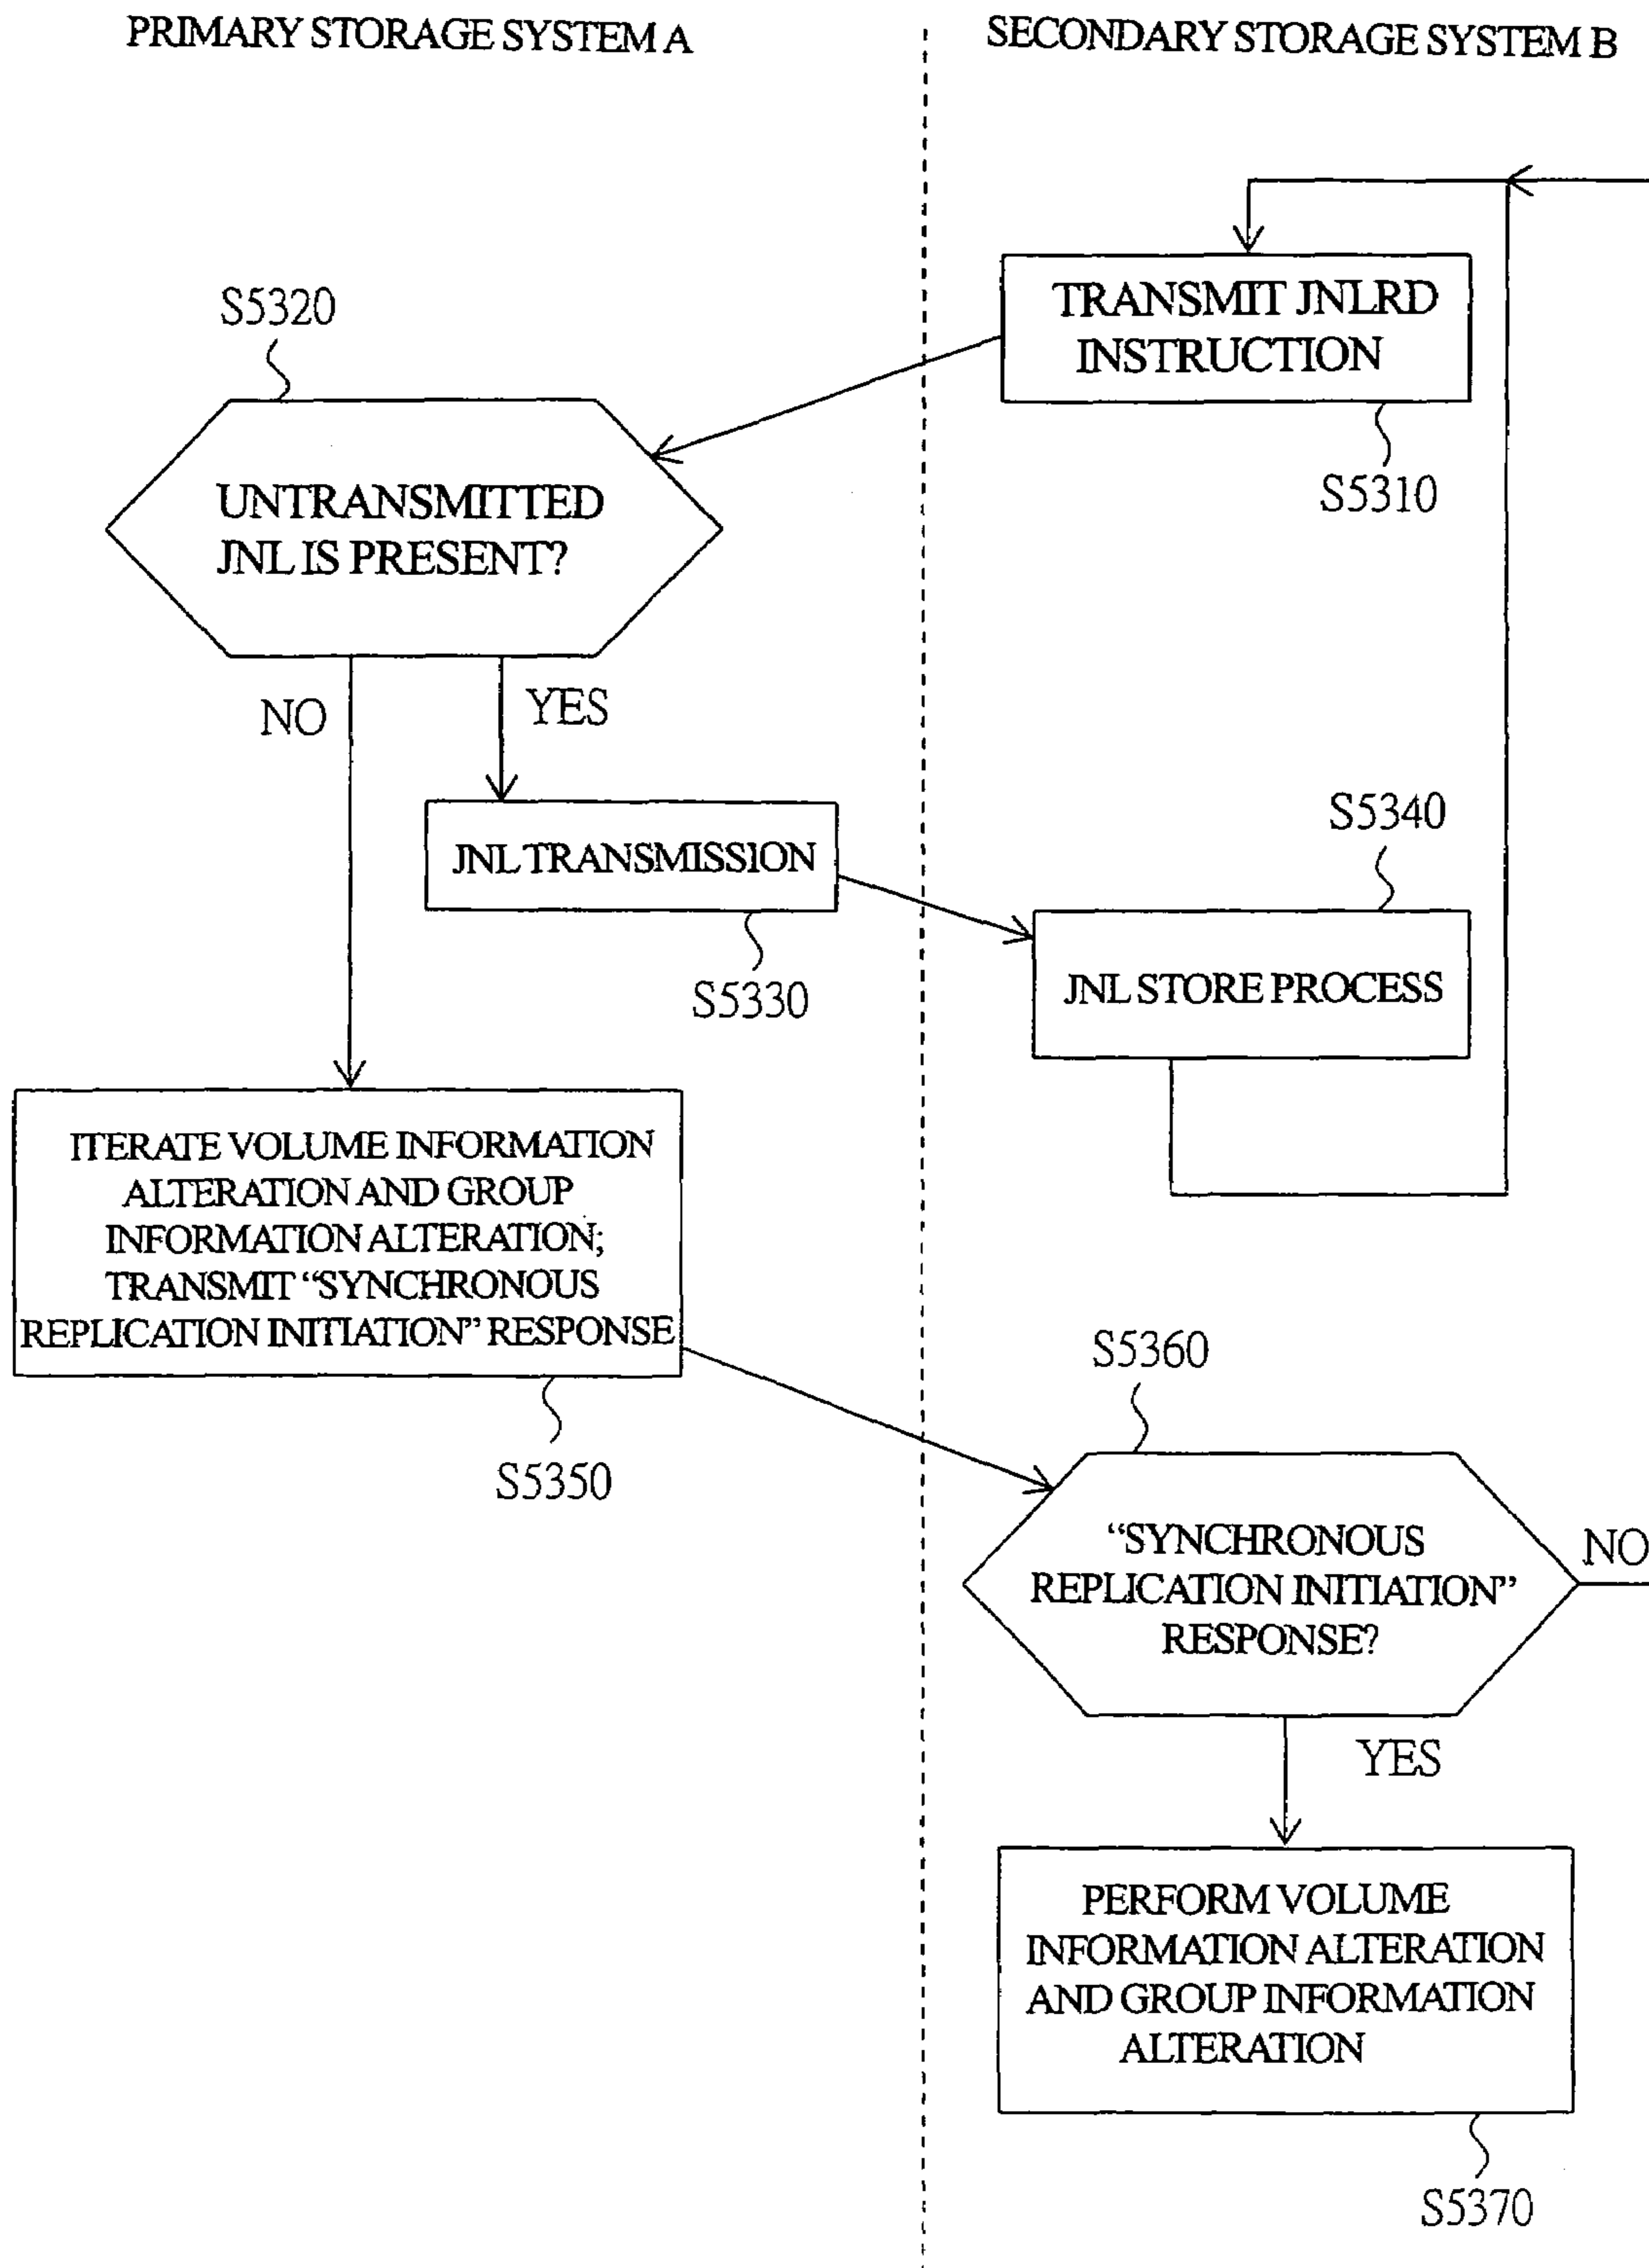 PRIMARY STORAGE SYSTEM A
SECONDARY STORAGE SYSTEM B
TRANSMIT JNLRD
INSTRUCTION
S5310
S5320
UNTRANSMITTED
JNL IS PRESENT?
NO
YES
JNL TRANSMISSION
S5330
S5340
JNL STORE PROCESS
ITERATE VOLUME INFORMATION
ALTERATION AND GROUP
INFORMATION ALTERATION;
TRANSMIT “SYNCHRONOUS
REPLICATION INITIATION” RESPONSE
S5350
S5360
“SYNCHRONOUS
REPLICATION INITIATION”
RESPONSE?
NO
YES
PERFORM VOLUME
INFORMATION ALTERATION
AND GROUP INFORMATION
ALTERATION
S5370